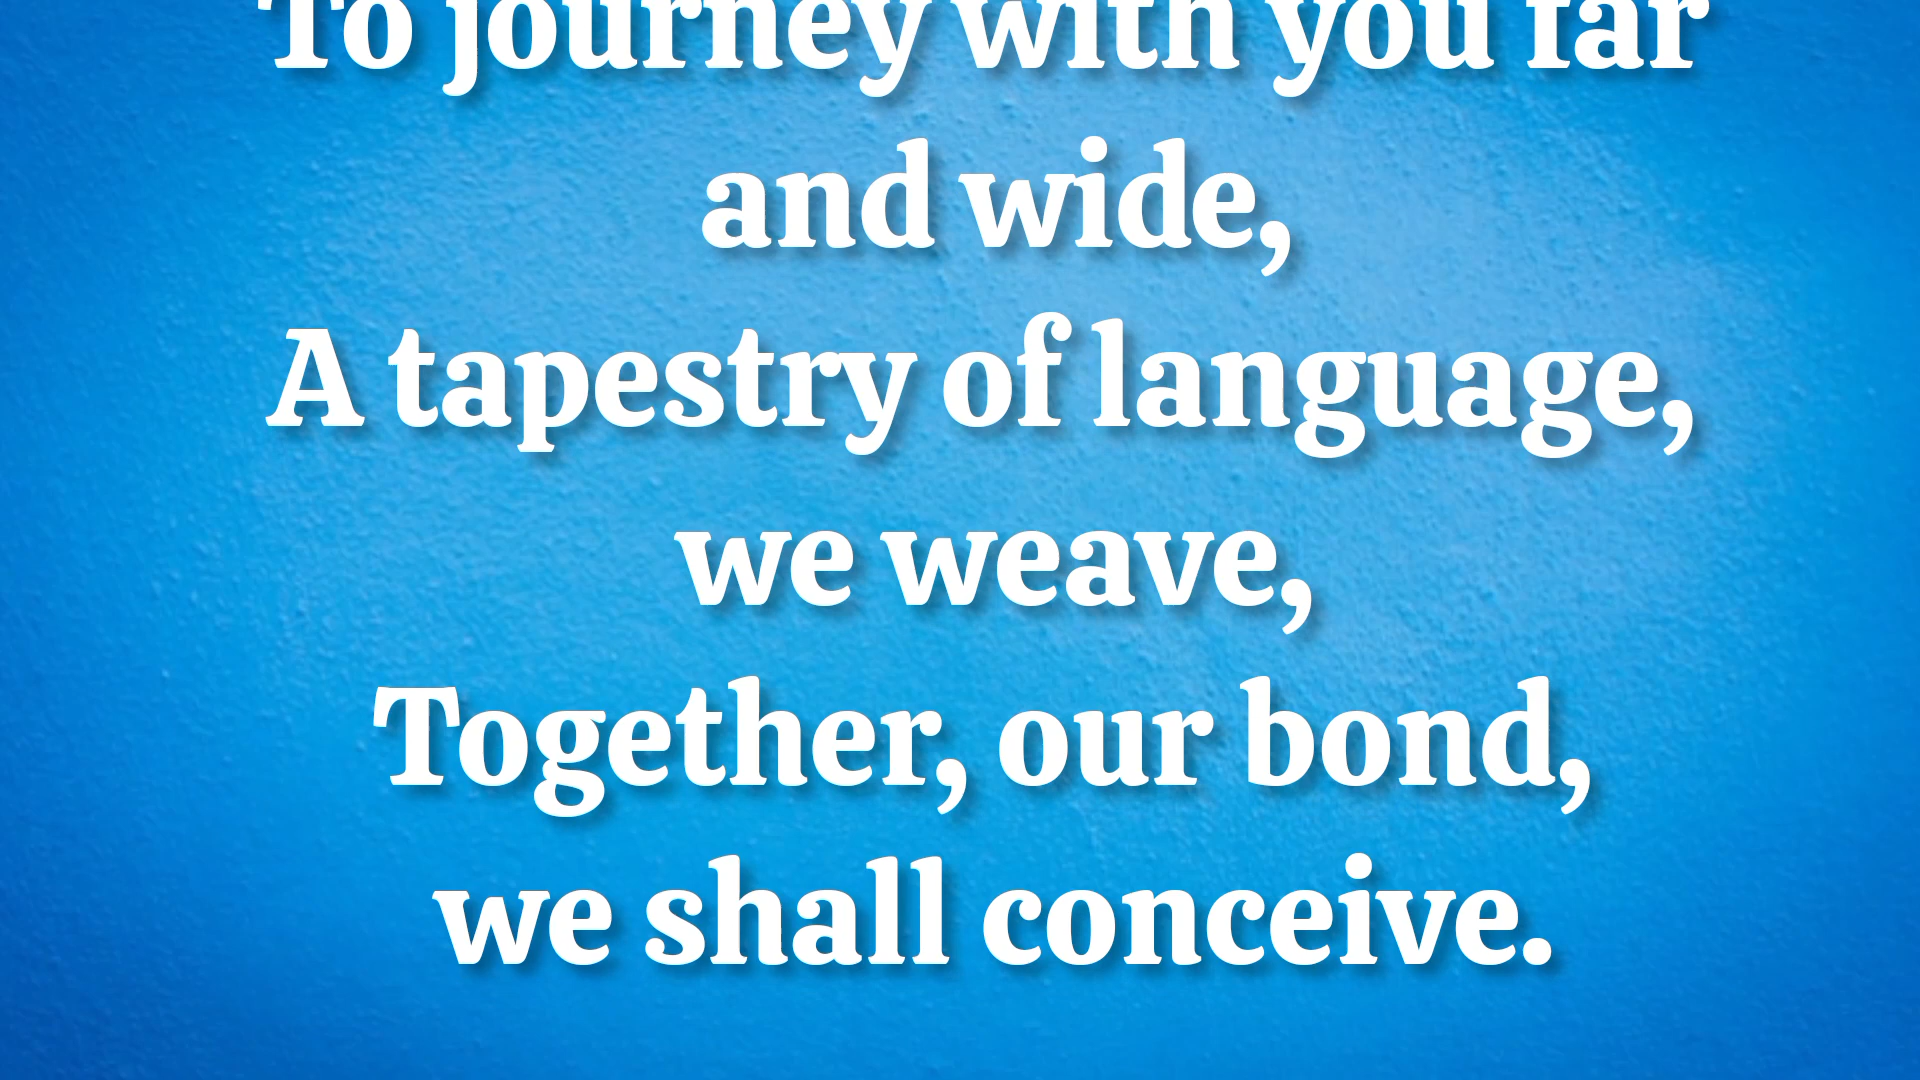 To journey with you far
and wide,
A tapestry of language,
we weave,
Together, our bond,
we shall conceive.